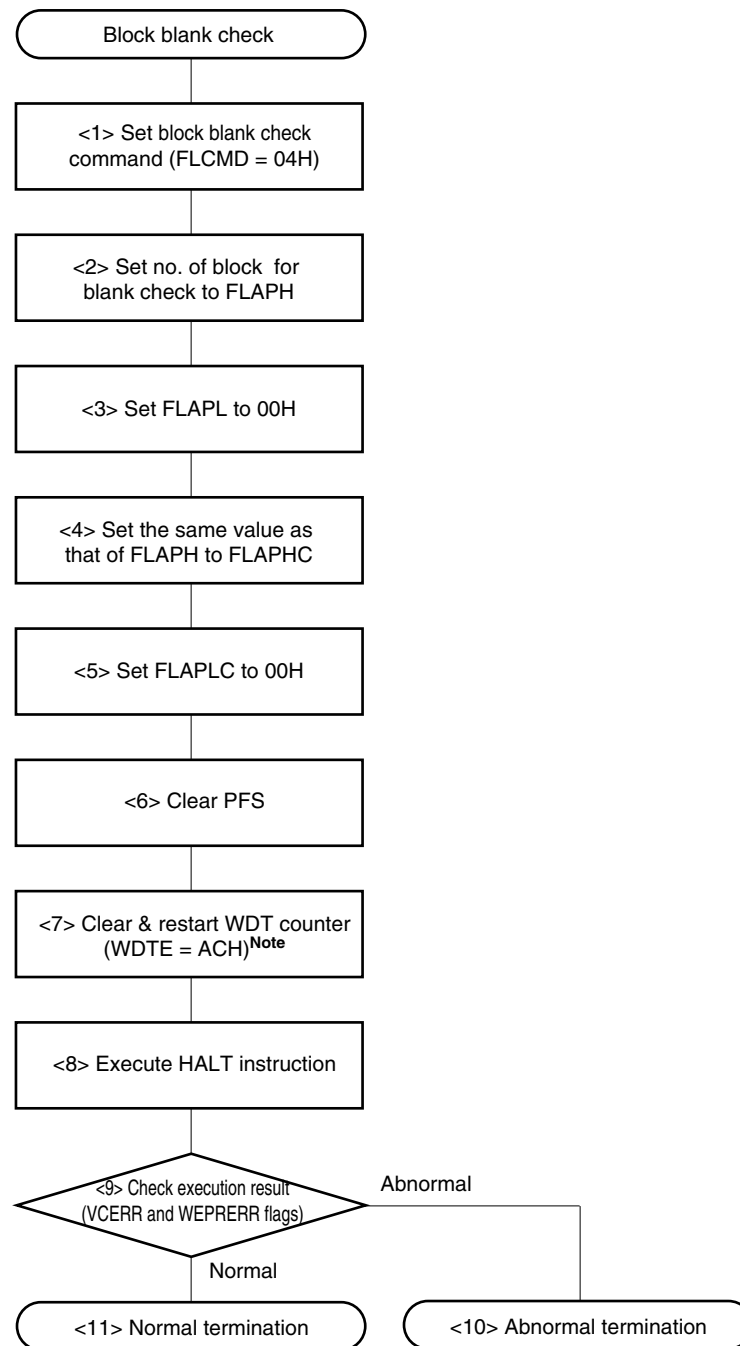 Block blank check
<1> Set block blank check
command (FLCMD = 04H)
<2> Set no. of block for
blank check to FLAPH
<3> Set FLAPL to 00H
<4> Set the same value as
that of FLAPH to FLAPHC
<5> Set FLAPLC to 00H
<6> Clear PFS
<7> Clear & restart WDT counter
(WDTE = ACH)Note
<8> Execute HALT instruction
<9> Check execution result
(VCERR and WEPRERR flags)
Abnormal
Normal
<11> Normal termination
<10> Abnormal termination